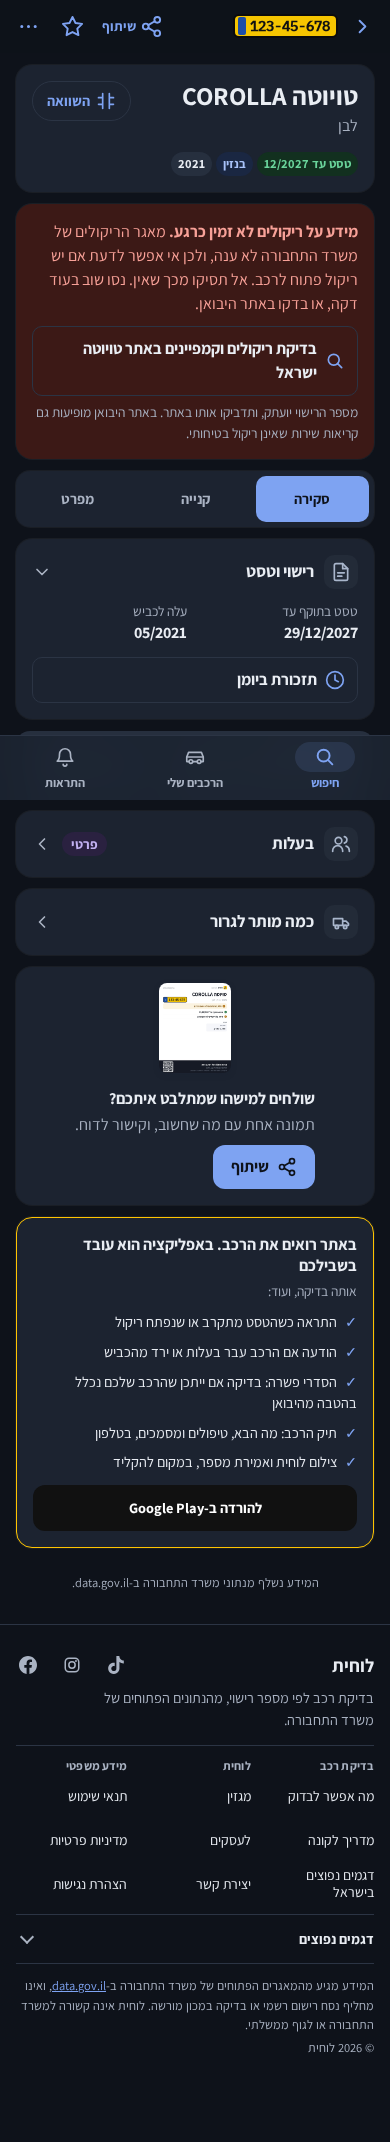 123-45-678
שיתוף
טויוטה COROLLA
השוואה
לבן
טסט עד 12/2027
בנזין
2021
מידע על ריקולים לא זמין כרגע. מאגר הריקולים של
משרד התחבורה לא ענה, ולכן אי אפשר לדעת אם יש
ריקול פתוח לרכב. אל תסיקו מכך שאין. נסו שוב בעוד
דקה, או בדקו באתר היבואן.
בדיקת ריקולים וקמפיינים באתר טויוטה
ישראל
מספר הרישוי יועתק, ותדביקו אותו באתר. באתר היבואן מופיעות גם
קריאות שירות שאינן ריקול בטיחותי.
סקירה
קנייה
מפרט
רישוי וטסט
טסט בתוקף עד
עלה לכביש
29/12/2027
05/2021
תזכורת ביומן
חיפוש
הרכבים שלי
התראות
בעלות
פרטי
כמה מותר לגרור
שולחים למישהו שמתלבט איתכם?
תמונה אחת עם מה שחשוב, וקישור לדוח.
שיתוף
באתר רואים את הרכב. באפליקציה הוא עובד
בשבילכם
אותה בדיקה, ועוד:
✓ התראה כשהטסט מתקרב או שנפתח ריקול
✓ הודעה אם הרכב עבר בעלות או ירד מהכביש
✓ הסדרי פשרה: בדיקה אם ייתכן שהרכב שלכם נכלל
בהטבה מהיבואן
✓ תיק הרכב: מה הבא, טיפולים ומסמכים, בטלפון
✓ צילום לוחית ואמירת מספר, במקום להקליד
להורדה ב-Google Play
המידע נשלף מנתוני משרד התחבורה ב-data.gov.il.
לוחית
בדיקת רכב לפי מספר רישוי, מהנתונים הפתוחים של
משרד התחבורה.
בדיקת רכב
לוחית
מידע משפטי
מה אפשר לבדוק
מגזין
תנאי שימוש
מדריך לקונה
לעסקים
מדיניות פרטיות
דגמים נפוצים
בישראל
יצירת קשר
הצהרת נגישות
דגמים נפוצים
המידע מגיע מהמאגרים הפתוחים של משרד התחבורה ב-data.gov.il, ואינו
מחליף נסח רישום רשמי או בדיקה במכון מורשה. לוחית אינה קשורה למשרד
התחבורה או לגוף ממשלתי.
© 2026 לוחית